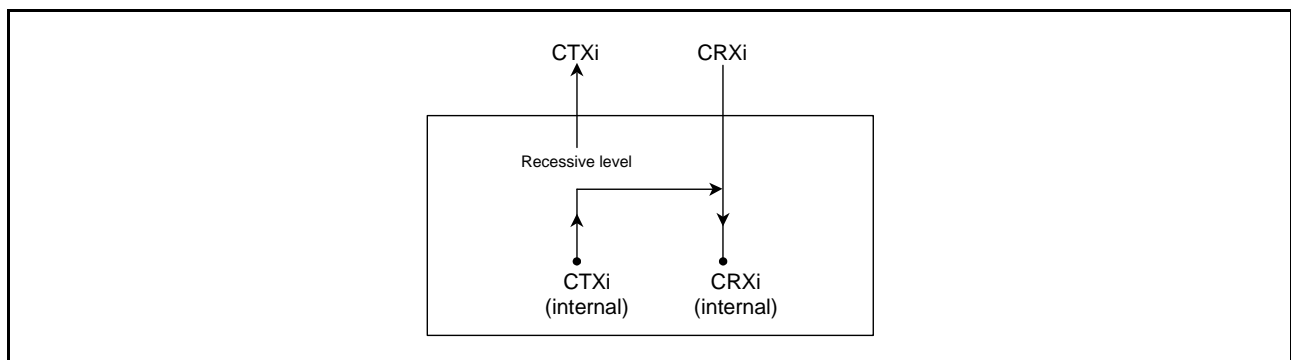 CTXi CRXi
Recessive level
CTXi CRXi
(internal) (internal)